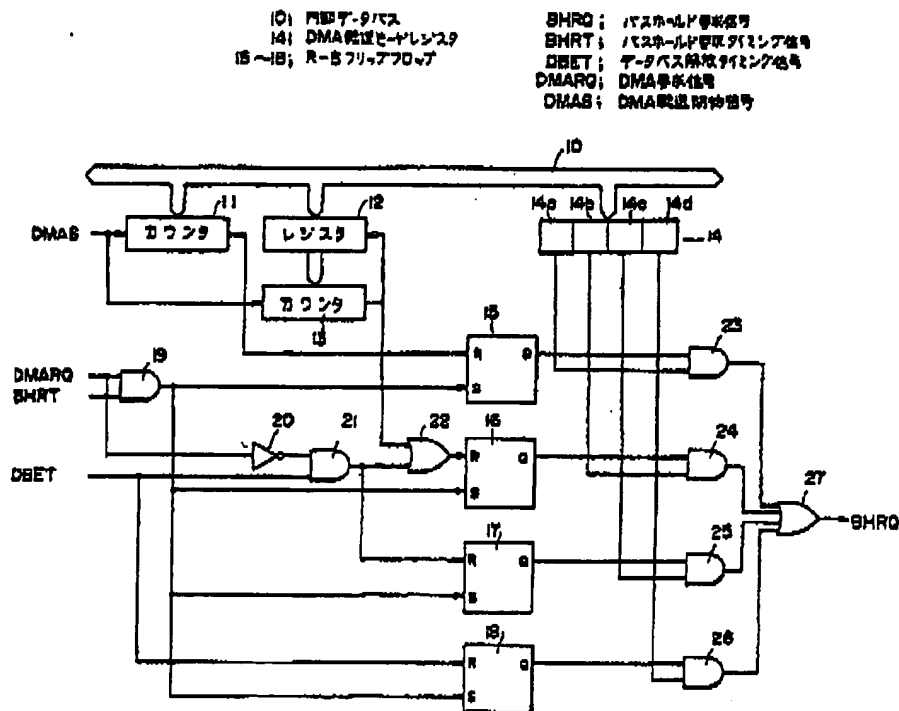 10; 内部データバス
14; DMA転送モードレジスタ
15~18; R-Sフリップフロップ
BHRQ; バスホールド要求信号
BHRT; バスホールド要求タイミング信号
DBET; データバス解放タイミング信号
DMARQ; DMA要求信号
DMAS; DMA転送開始信号
10
11
12
14a 14b 14c 14d
DMAS
カウンタ
レジスタ
14
カウンタ
13
15
23
R Q
S
19
DMARQ
BHRT
20
21
22
16
24
R Q
S
27
DBET
BHRQ
17
25
R Q
S
18
26
R Q
S